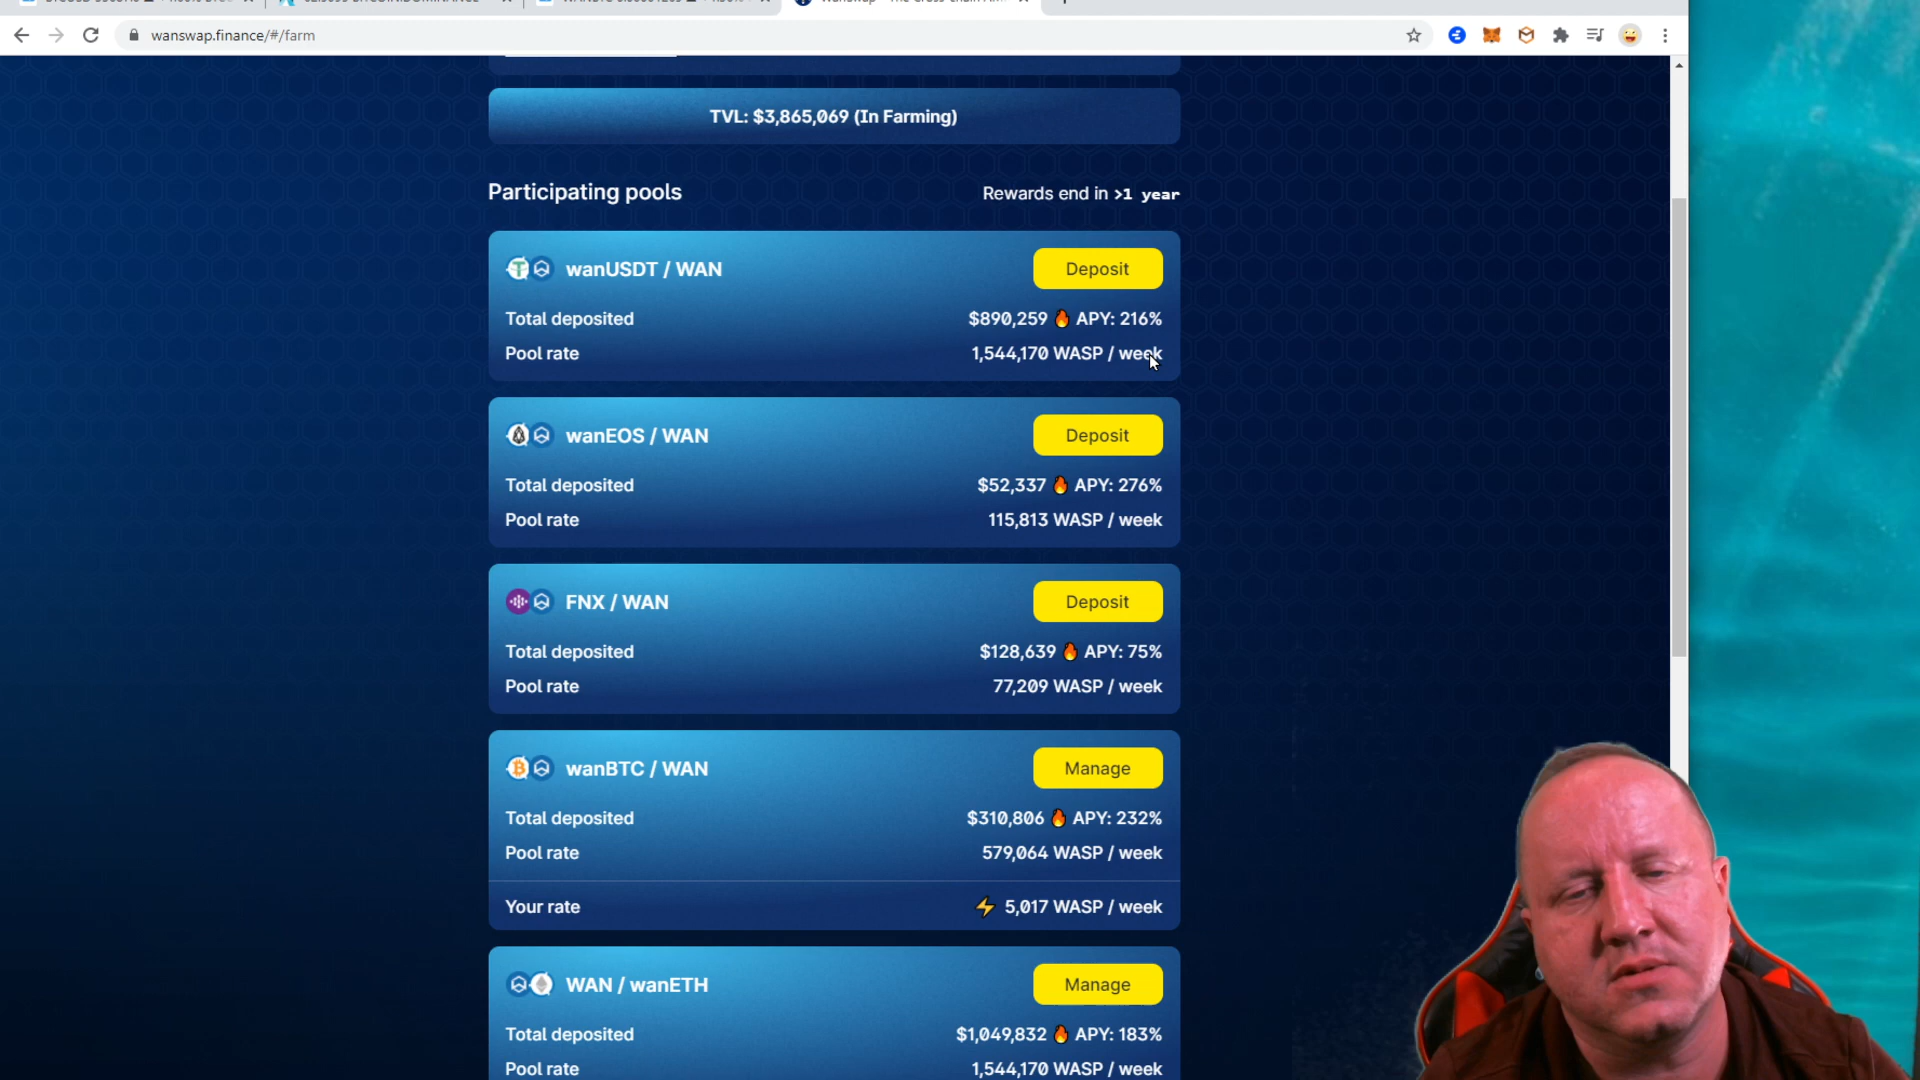 wanswap.finance/#/farm
TVL: $3,865,069 (In Farming)
Participating pools
Rewards end in >1 year
wanUSDT / WAN
Deposit
Total deposited
$890,259 🔥 APY: 216%
Pool rate
1,544,170 WASP / week
wanEOS / WAN
Deposit
Total deposited
$52,337 🔥 APY: 276%
Pool rate
115,813 WASP / week
FNX / WAN
Deposit
Total deposited
$128,639 🔥 APY: 75%
Pool rate
77,209 WASP / week
wanBTC / WAN
Manage
Total deposited
$310,806 🔥 APY: 232%
Pool rate
579,064 WASP / week
Your rate
⚡ 5,017 WASP / week
WAN / wanETH
Manage
Total deposited
$1,049,832 🔥 APY: 183%
Pool rate
1,544,170 WASP / week